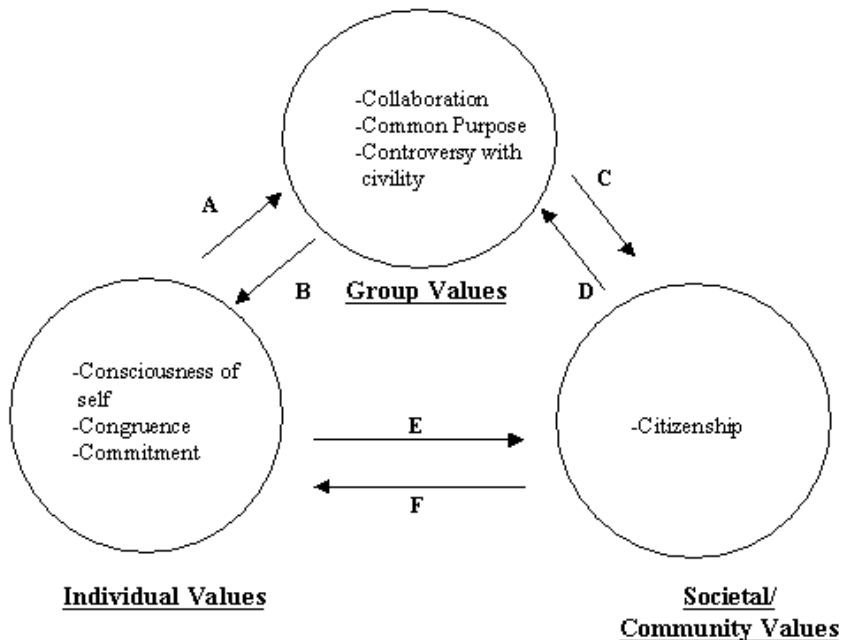 -Collaboration
-Common Purpose
-Controversy with
civility
A
B
C
D
Group Values
-Consciousness of
self
-Congruence
-Commitment
E
F
-Citizenship
Individual Values
Societal/
Community Values